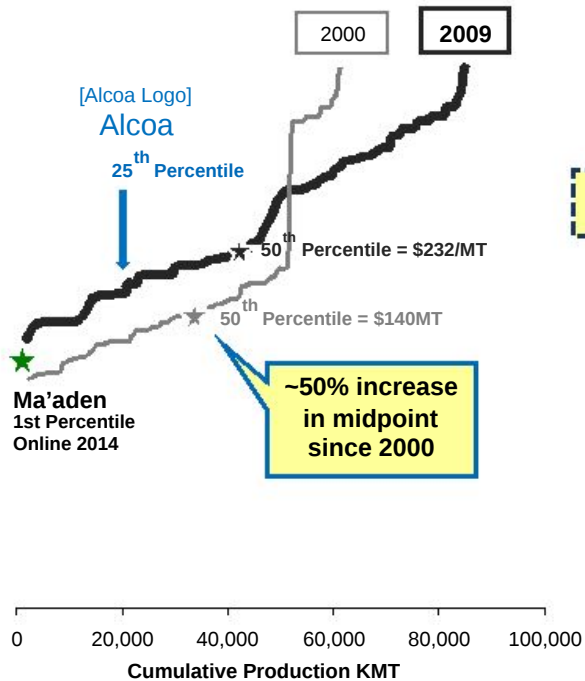 2000
2009
[Alcoa Logo]
Alcoa
25th Percentile
50th Percentile = $232/MT
50th Percentile = $140MT
~50% increase
in midpoint
since 2000
Ma’aden
1st Percentile
Online 2014
0 20,000 40,000 60,000 80,000 100,000
Cumulative Production KMT